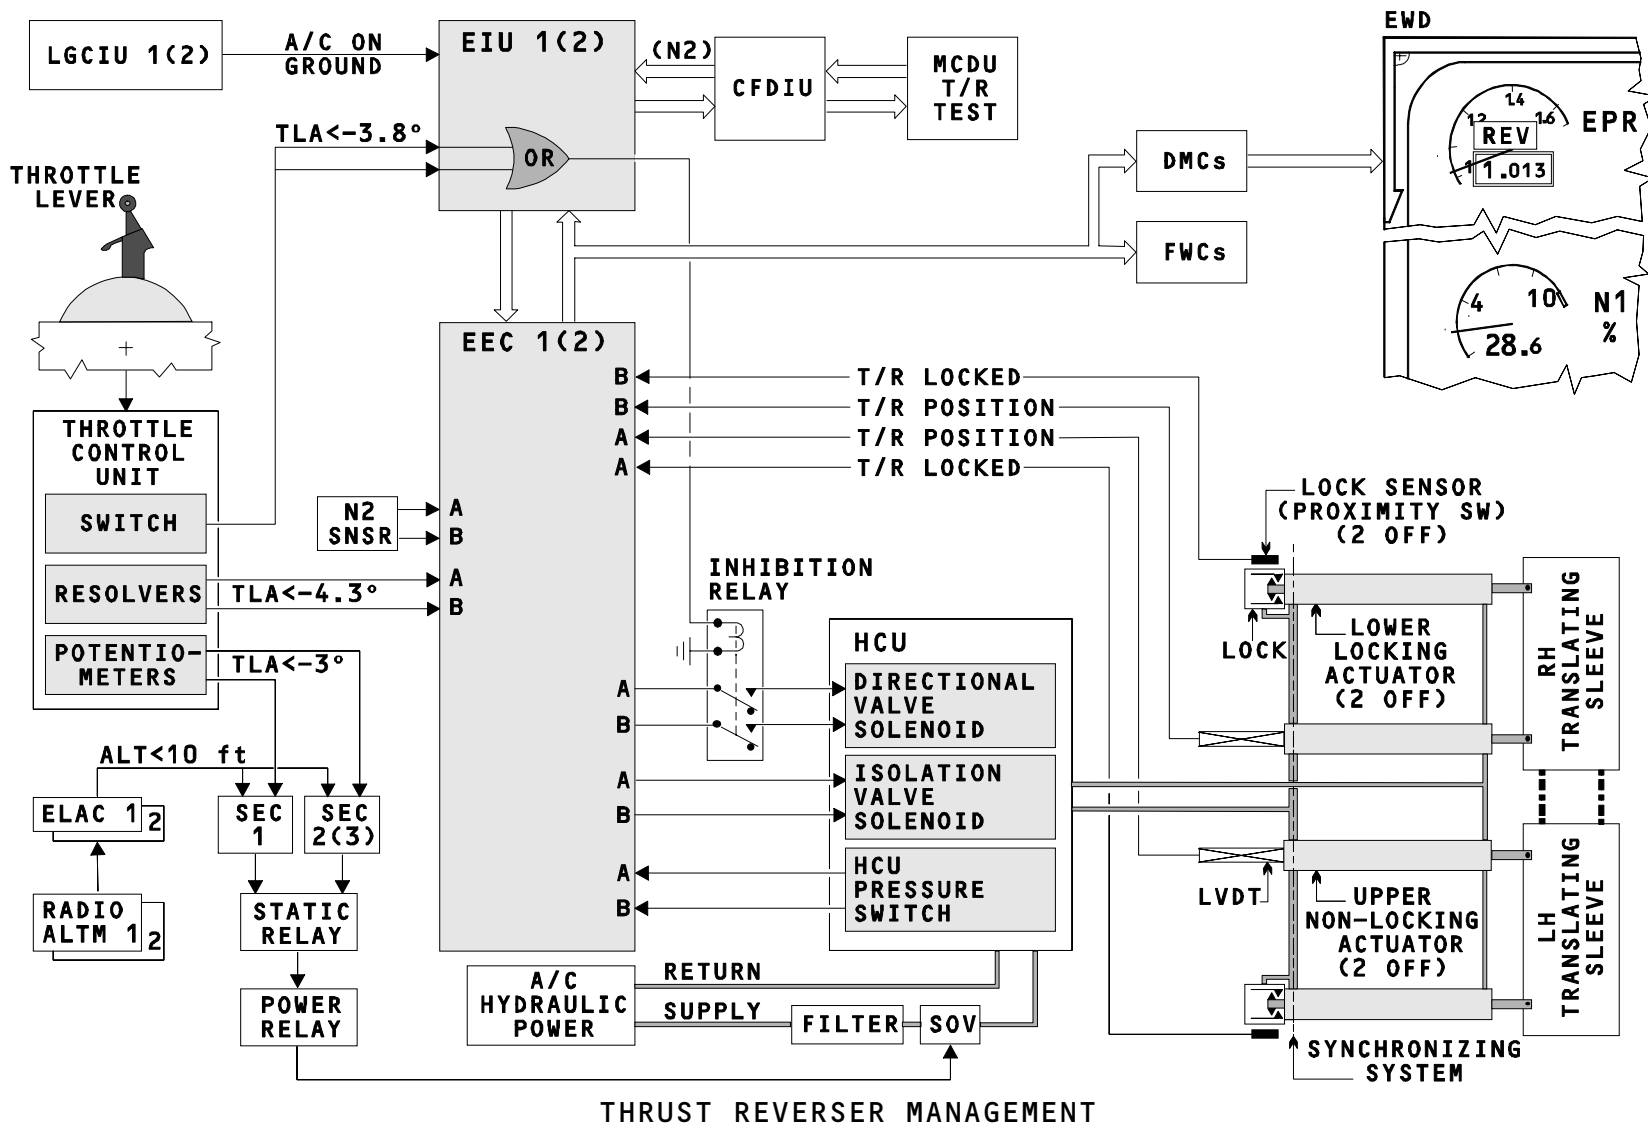 EWD
LGCIU 1(2)
A/C ON
GROUND
EIU 1(2)
(N2)
CFDIU
MCDU
T/R
TEST
TLA<-3.8°
OR
DMCs
FWCs
1
12
14
16
EPR
REV
1.013
4
10
N1
%
28.6
THROTTLE
LEVER
EEC 1(2)
B
T/R LOCKED
B
T/R POSITION
A
T/R POSITION
A
T/R LOCKED
THROTTLE
CONTROL
UNIT
SWITCH
RESOLVERS
POTENTIO-
METERS
N2
SNSR
A
B
TLA<-4.3°
A
B
TLA<-3°
INHIBITION
RELAY
LOCK SENSOR
(PROXIMITY SW)
(2 OFF)
LOCK
LOWER
LOCKING
ACTUATOR
(2 OFF)
RH
TRANSLATING
SLEEVE
HCU
A
B
DIRECTIONAL
VALVE
SOLENOID
A
B
ISOLATION
VALVE
SOLENOID
A
B
HCU
PRESSURE
SWITCH
ALT<10 ft
ELAC 1
2
SEC
1
SEC
2(3)
RADIO
ALTM 1
2
STATIC
RELAY
POWER
RELAY
LVDT
UPPER
NON-LOCKING
ACTUATOR
(2 OFF)
LH
TRANSLATING
SLEEVE
A/C
HYDRAULIC
POWER
RETURN
SUPPLY
FILTER
SOV
SYNCHRONIZING
SYSTEM
THRUST REVERSER MANAGEMENT